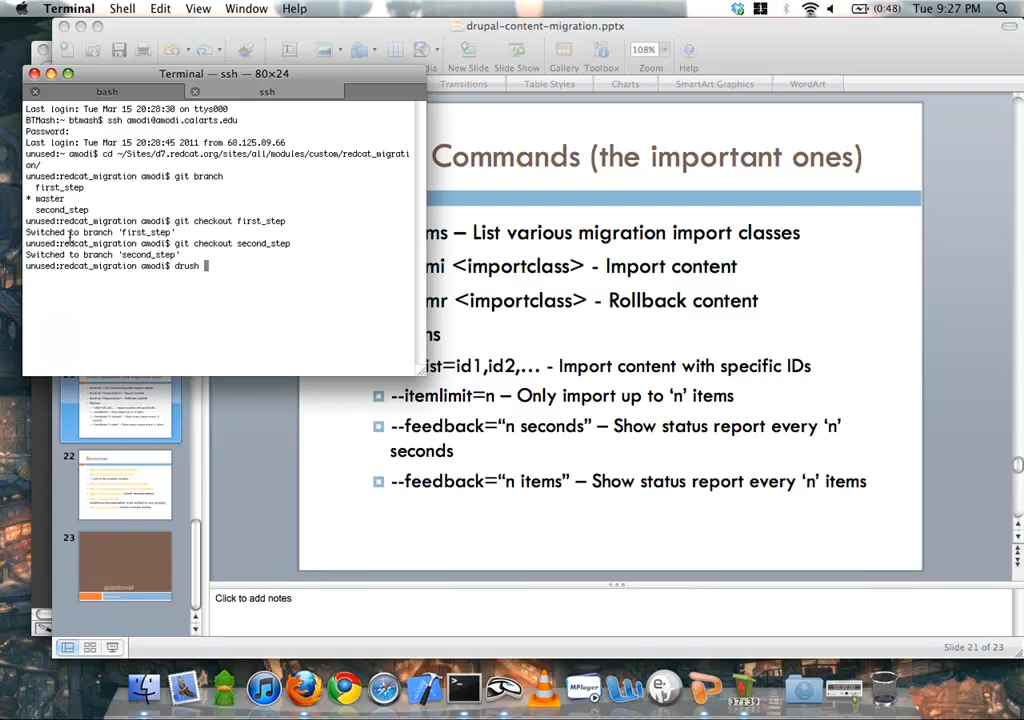 Terminal Shell Edit View Window Help
(0:48) Tue 9:27 PM
drupal-content-migration.pptx
108%
New Slide Slide Show Gallery Toolbox Zoom Help
Transitions Table Styles Charts SmartArt Graphics WordArt
Terminal — ssh — 80×24
bash ssh
Last login: Tue Mar 15 20:28:30 on ttys000
BTMash:~ btmash$ ssh amodi@amodi.calarts.edu
Password:
Last login: Tue Mar 15 20:28:45 2011 from 68.125.89.66
unused:~ amodi$ cd ~/Sites/d7.redcat.org/sites/all/modules/custom/redcat_migrati
on/
unused:redcat_migration amodi$ git branch
first_step
* master
second_step
unused:redcat_migration amodi$ git checkout first_step
Switched to branch 'first_step'
unused:redcat_migration amodi$ git checkout second_step
Switched to branch 'second_step'
unused:redcat_migration amodi$ drush
Commands (the important ones)
ms – List various migration import classes
mi <importclass> - Import content
mr <importclass> - Rollback content
ns
ist=id1,id2,… - Import content with specific IDs
--itemlimit=n – Only import up to ‘n’ items
--feedback=“n seconds” – Show status report every ‘n’
seconds
--feedback=“n items” – Show status report every ‘n’ items
22
Resources
23
QUESTIONS?
Click to add notes
Slide 21 of 23
MPlayer
37:39